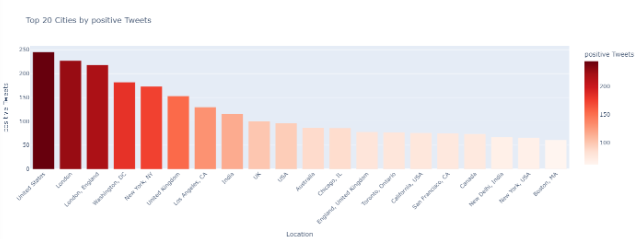 Top 20 Cities by positive Tweets
positive Tweets
250
200
150
100
50
0
United States
London
London, England
Washington, DC
New York, NY
United Kingdom
Los Angeles, CA
India
UK
USA
Australia
Chicago, IL
England, United Kingdom
Toronto, Ontario
California, USA
San Francisco, CA
Canada
New Delhi, India
New York, USA
Boston, MA
Location
positive Tweets
200
150
100